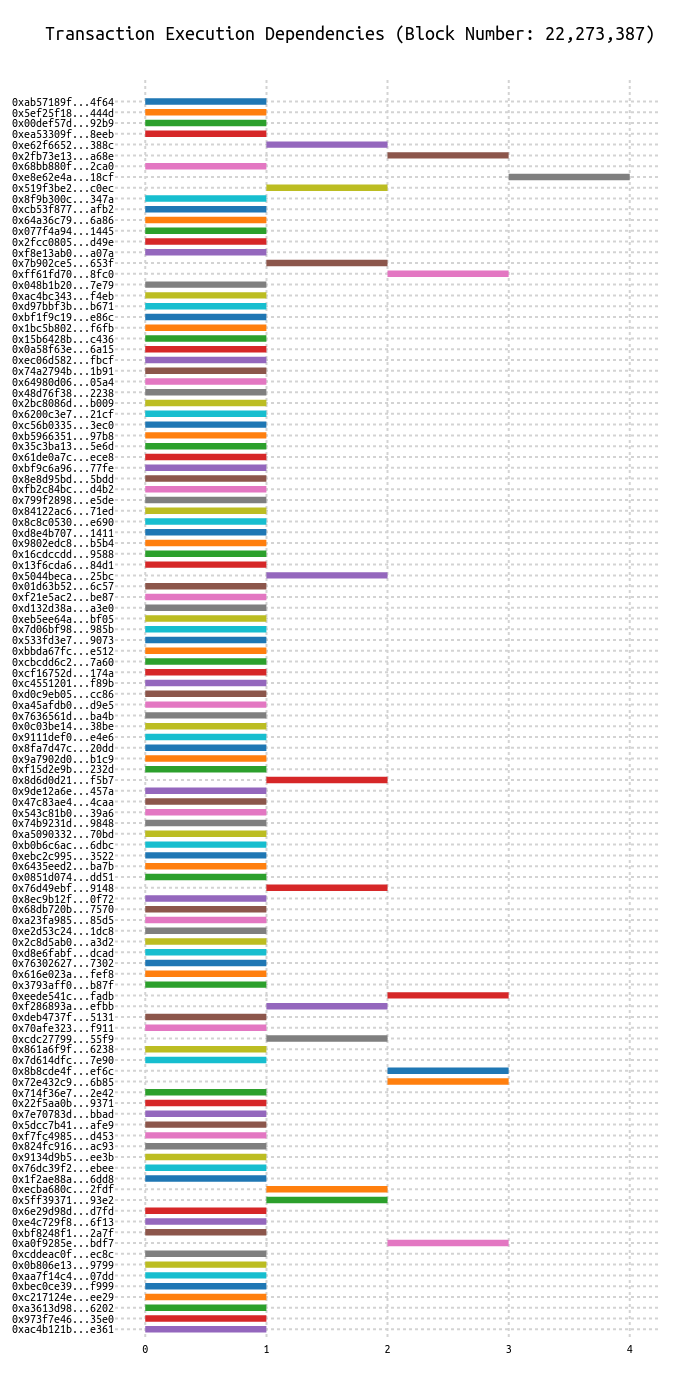 Transaction Execution Dependencies (Block Number: 22,273,387)
0xab57189f...4f64
0x5ef25f18...444d
0x00def57d...92b9
0xea53309f...8eeb
0xe62f6652...388c
0x2fb73e13...a68e
0x68bb880f...2ca0
0xe8e62e4a...18cf
0x519f3be2...c0ec
0x8f9b300c...347a
0xcb53f877...afb2
0x64a36c79...6a86
0x077f4a94...1445
0x2fcc0805...d49e
0xf8e13ab0...a07a
0x7b902ce5...653f
0xff61fd70...8fc0
0x048b1b20...7e79
0xac4bc343...f4eb
0xd97bbf3b...b671
0xbf1f9c19...e86c
0x1bc5b802...f6fb
0x15b6428b...c436
0x0a58f63e...6a15
0xec06d582...fbcf
0x74a2794b...1b91
0x64980d06...05a4
0x48d76f38...2238
0x2bc8086d...b009
0x6200c3e7...21cf
0xc56b0335...3ec0
0xb5966351...97b8
0x35c3ba13...5e6d
0x61de0a7c...ece8
0xbf9c6a96...77fe
0x8e8d95bd...5bdd
0xfb2c84bc...d4b2
0x799f2898...e5de
0x84122ac6...71ed
0x8c8c0530...e690
0xd8e4b707...1411
0x9802edc8...b5b4
0x16cdccdd...9588
0x13f6cda6...84d1
0x5044beca...25bc
0x01d63b52...6c57
0xf21e5ac2...be87
0xd132d38a...a3e0
0xeb5ee64a...bf05
0x7d06bf98...985b
0x533fd3e7...9073
0xbbda67fc...e512
0xcbcdd6c2...7a60
0xcf16752d...174a
0xc4551201...f89b
0xd0c9eb05...cc86
0xa45afdb0...d9e5
0x7636561d...ba4b
0x0c03be14...38be
0x9111def0...e4e6
0x8fa7d47c...20dd
0x9a7902d0...b1c9
0xf15d2e9b...232d
0x8d6d0d21...f5b7
0x9de12a6e...457a
0x47c83ae4...4caa
0x543c81b0...39a6
0x74b9231d...9848
0xa5090332...70bd
0xb0b6c6ac...6dbc
0xebc2c995...3522
0x6435eed2...ba7b
0x0851d074...dd51
0x76d49ebf...9148
0x8ec9b12f...0f72
0x68db720b...7570
0xa23fa985...85d5
0xe2d53c24...1dc8
0x2c8d5ab0...a3d2
0xd8e6fabf...dcad
0x76302627...7302
0x616e023a...fef8
0x3793aff0...b87f
0xeede541c...fadb
0xf286893a...efbb
0xdeb4737f...5131
0x70afe323...f911
0xcdc27799...55f9
0x861a6f9f...6238
0x7d614dfc...7e90
0x8b8cde4f...ef6c
0x72e432c9...6b85
0x714f36e7...2e42
0x22f5aa0b...9371
0x7e70783d...bbad
0x5dcc7b41...afe9
0xf7fc4985...d453
0x824fc916...ac93
0x9134d9b5...ee3b
0x76dc39f2...ebee
0x1f2ae88a...6dd8
0xecba680c...2fdf
0x5ff39371...93e2
0x6e29d98d...d7fd
0xe4c729f8...6f13
0xbf8248f1...2a7f
0xa0f9285e...bdf7
0xcddeac0f...ec8c
0x0b806e13...9799
0xaa7f14c4...07dd
0xbec0ce39...f999
0xc217124e...ee29
0xa3613d98...6202
0x973f7e46...35e0
0xac4b121b...e361
0 1 2 3 4